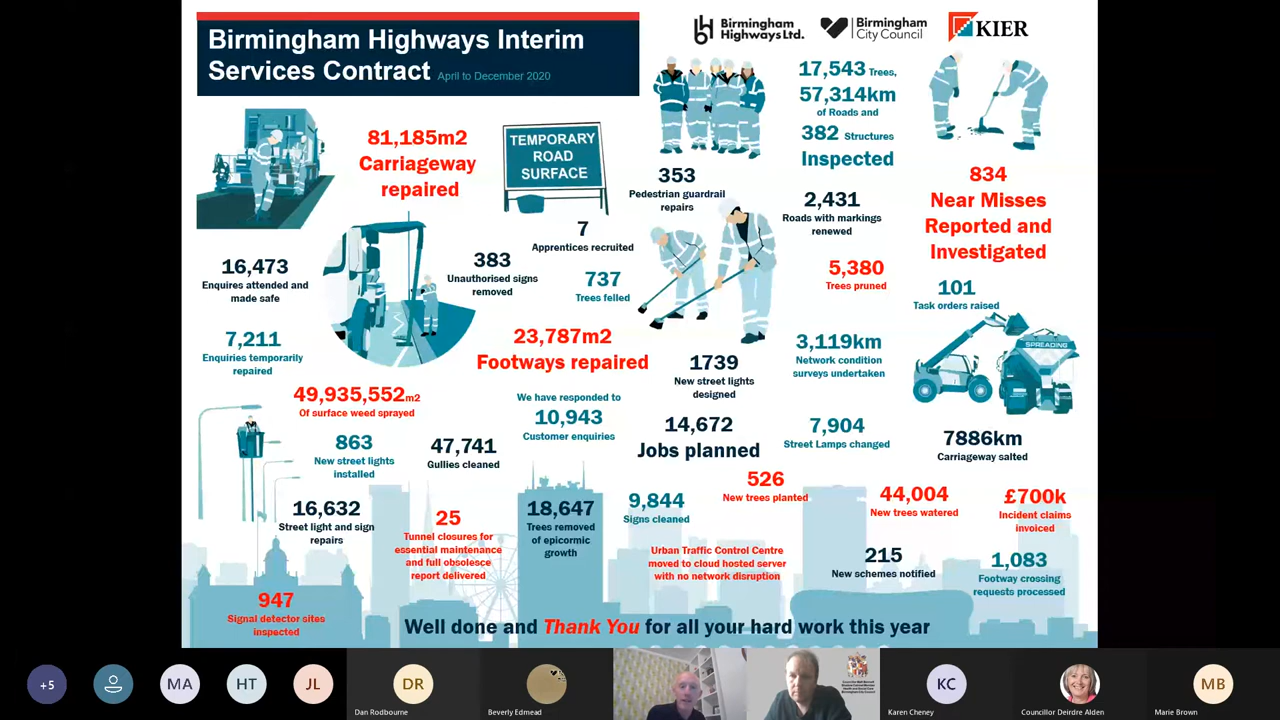 Birmingham Highways Interim
Services Contract April to December 2020
Birmingham
Highways Ltd.
Birmingham
City Council
KIER
81,185m2
Carriageway
repaired
TEMPORARY
ROAD
SURFACE
353
Pedestrian guardrail
repairs
17,543 Trees,
57,314km
of Roads and
382 Structures
Inspected
834
Near Misses
Reported and
Investigated
2,431
Roads with markings
renewed
7
Apprentices recruited
16,473
Enquires attended and
made safe
383
Unauthorised signs
removed
737
Trees felled
5,380
Trees pruned
101
Task orders raised
7,211
Enquiries temporarily
repaired
23,787m2
Footways repaired
1739
New street lights
designed
3,119km
Network condition
surveys undertaken
SPREADING
49,935,552m2
Of surface weed sprayed
We have responded to
10,943
Customer enquiries
14,672
Jobs planned
7,904
Street Lamps changed
7886km
Carriageway salted
863
New street lights
installed
47,741
Gullies cleaned
526
New trees planted
44,004
New trees watered
£700k
Incident claims
invoiced
16,632
Street light and sign
repairs
25
Tunnel closures for
essential maintenance
and full obsolesce
report delivered
18,647
Trees removed
of epicormic
growth
9,844
Signs cleaned
Urban Traffic Control Centre
moved to cloud hosted server
with no network disruption
215
New schemes notified
1,083
Footway crossing
requests processed
947
Signal detector sites
inspected
Well done and Thank You for all your hard work this year
+5
MA
HT
JL
DR
Dan Rodbourne
Beverly Edmead
KC
Karen Cheney
Councillor Deirdre Alden
MB
Marie Brown